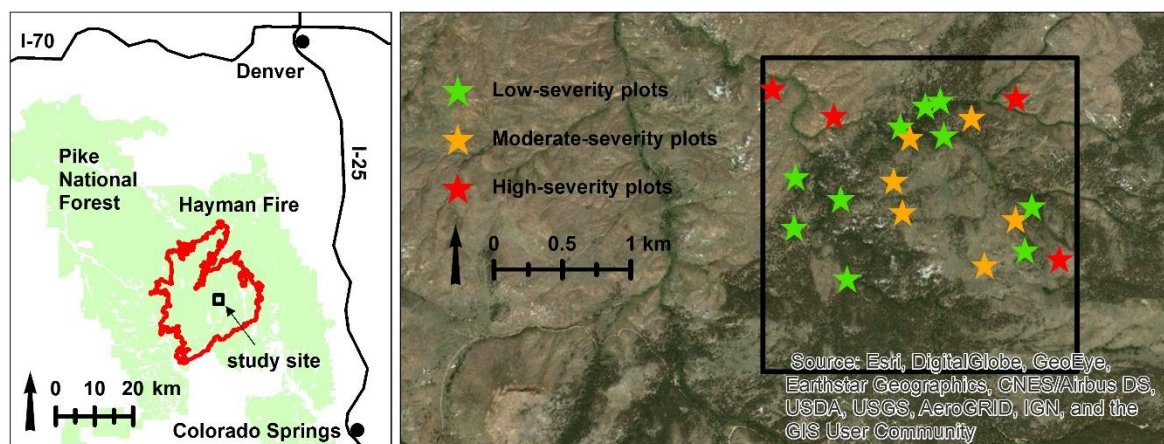 I-70
Denver
I-25
Pike
National
Forest
Hayman Fire
study site
0 10 20 km
Colorado Springs
Low-severity plots
Moderate-severity plots
High-severity plots
0 0.5 1 km
Source: Esri, DigitalGlobe, GeoEye,
Earthstar Geographics, CNES/Airbus DS,
USDA, USGS, AeroGRID, IGN, and the
GIS User Community